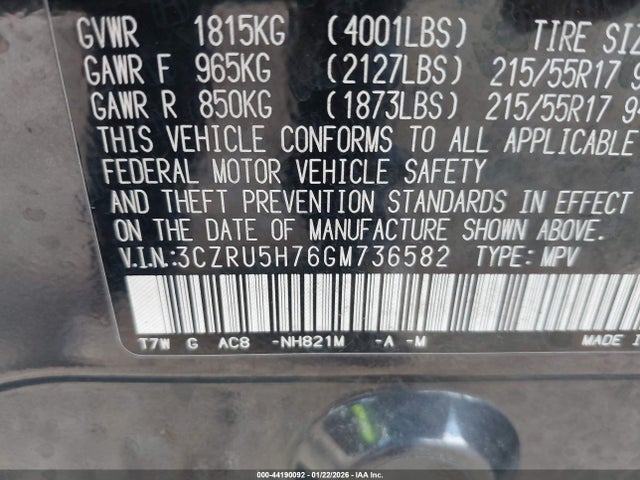 GVWR 1815KG (4001LBS) TIRE SIZ
GAWR F 965KG (2127LBS) 215/55R17 9
GAWR R 850KG (1873LBS) 215/55R17 9
THIS VEHICLE CONFORMS TO ALL APPLICABLE
FEDERAL MOTOR VEHICLE SAFETY
AND THEFT PREVENTION STANDARDS IN EFFECT
ON THE DATE OF MANUFACTURE SHOWN ABOVE.
V.I.N.:3CZRU5H76GM736582 TYPE: MPV
T7W G AC8 -NH821M -A -M MADE I
000-44190092 | 01/22/2026 | IAA Inc.